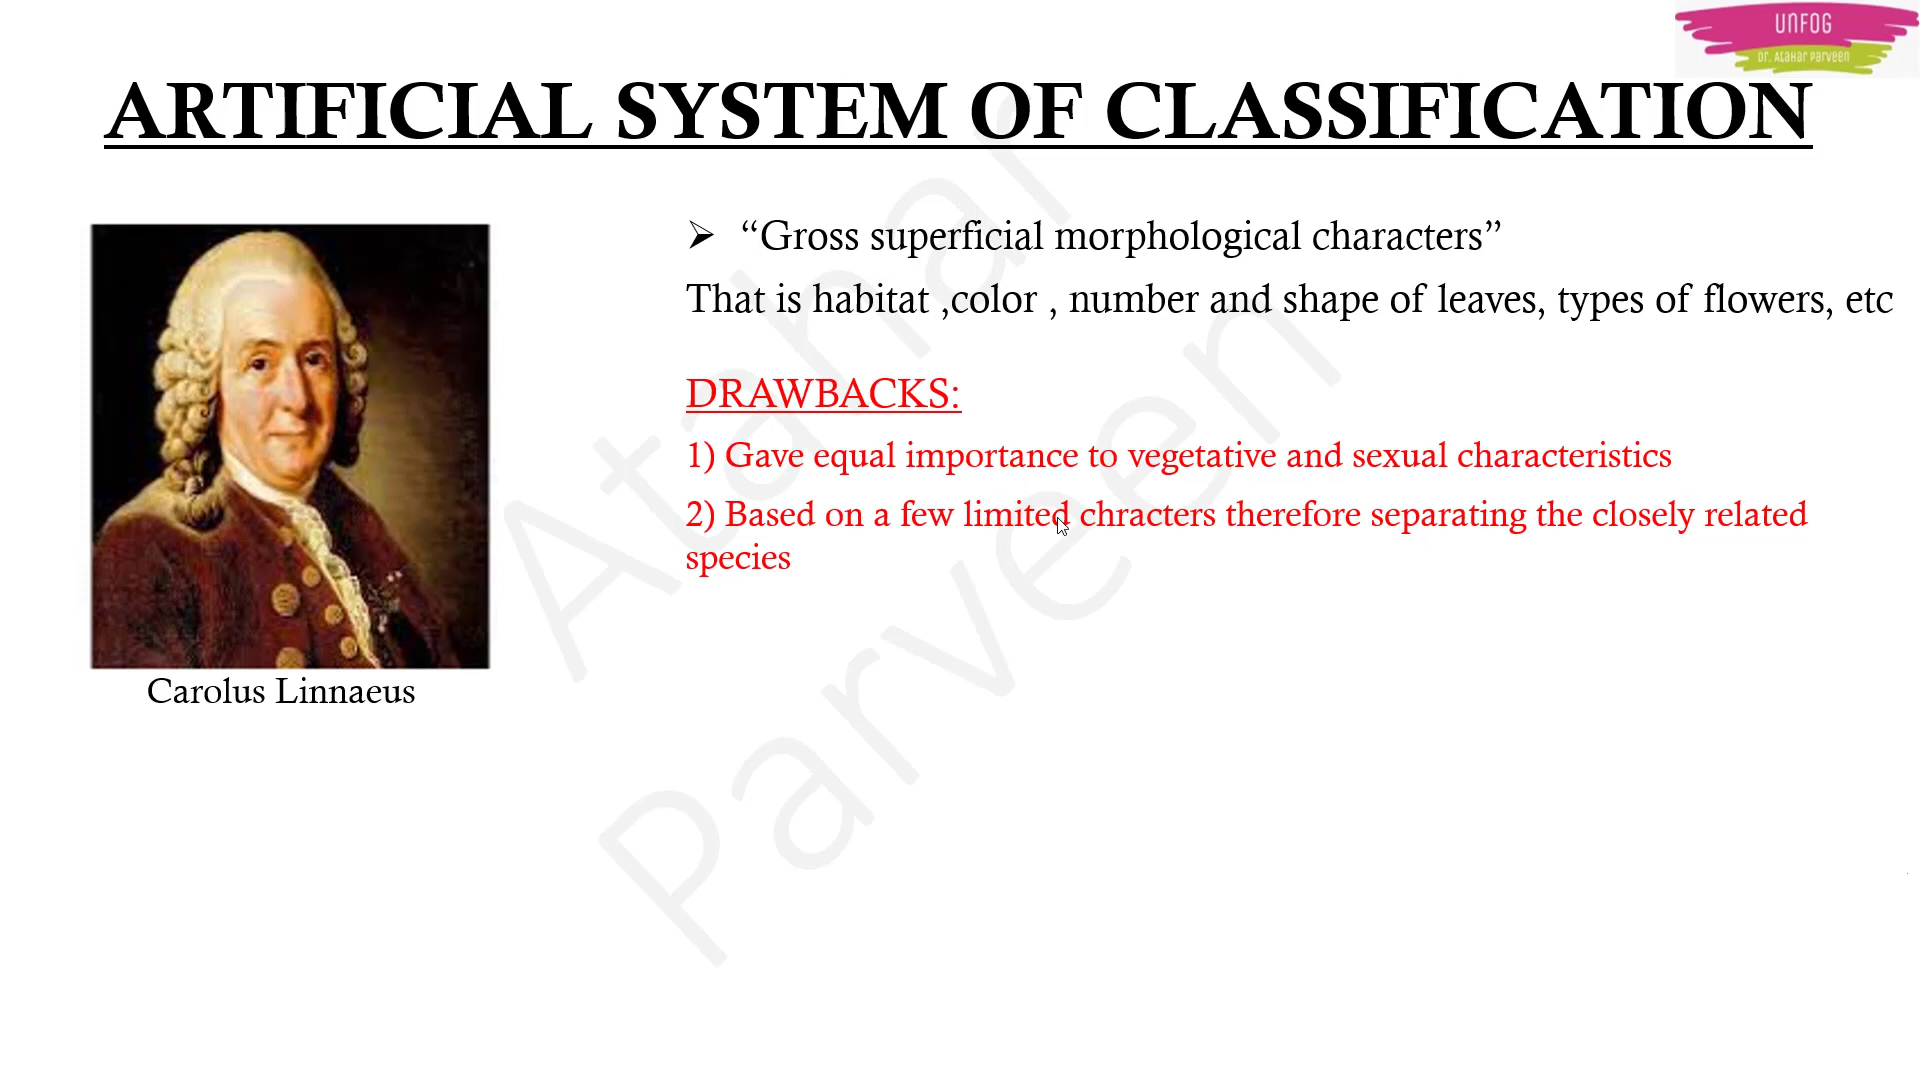 UNFOG
Dr. Atahar Parveen
ARTIFICIAL SYSTEM OF CLASSIFICATION
➢ “Gross superficial morphological characters”
That is habitat ,color , number and shape of leaves, types of flowers, etc
DRAWBACKS:
1) Gave equal importance to vegetative and sexual characteristics
2) Based on a few limited chracters therefore separating the closely related
species
Carolus Linnaeus
Atahar
Parveen